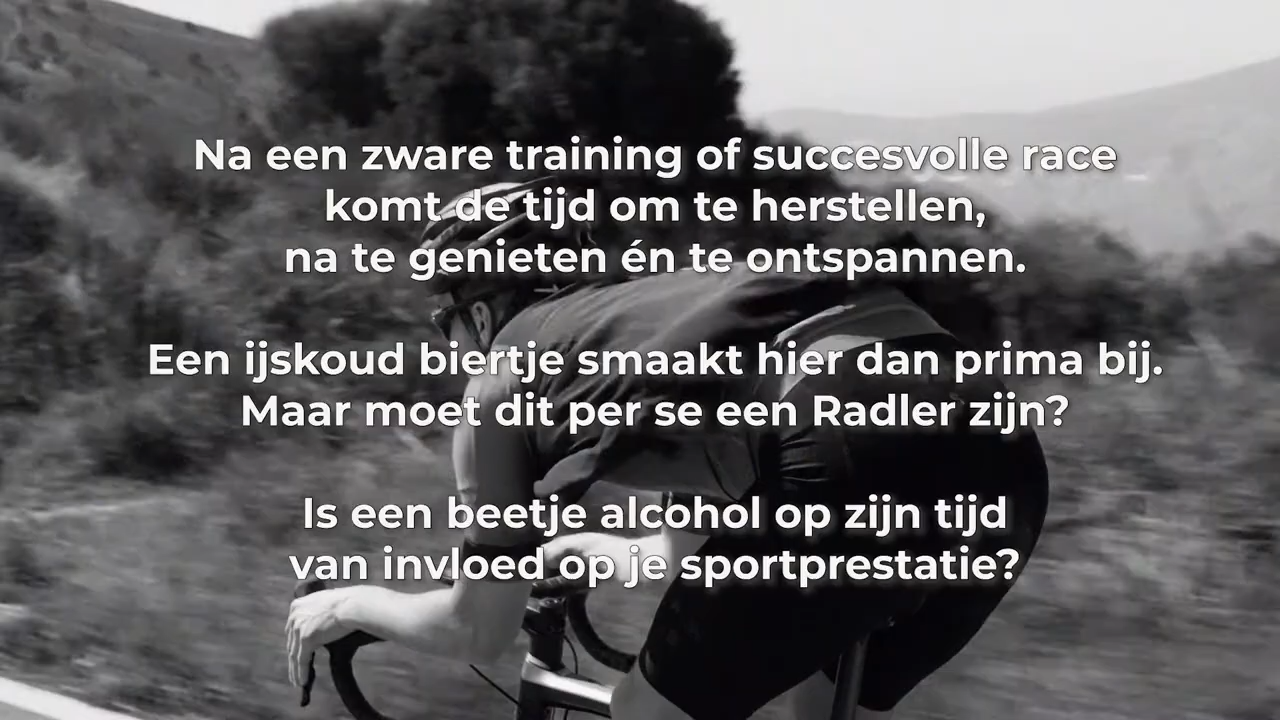 Na een zware training of succesvolle race
komt de tijd om te herstellen,
na te genieten én te ontspannen.
Een ijskoud biertje smaakt hier dan prima bij.
Maar moet dit per se een Radler zijn?
Is een beetje alcohol op zijn tijd
van invloed op je sportprestatie?